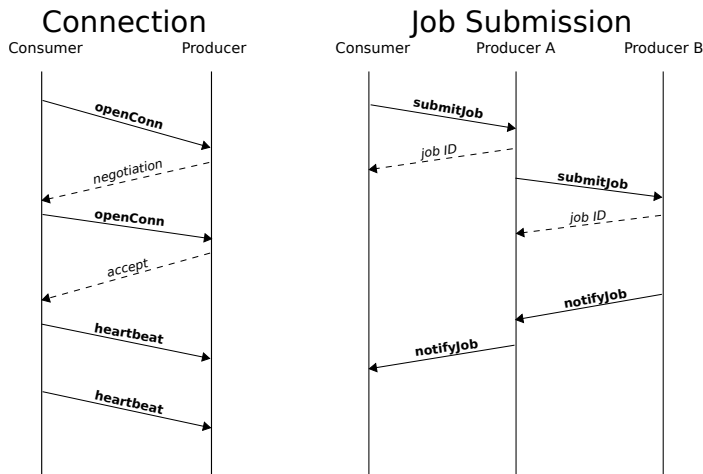 Connection
Consumer
Producer
openConn
negotiation
openConn
accept
heartbeat
heartbeat
Job Submission
Consumer
Producer A
Producer B
submitJob
job ID
submitJob
job ID
notifyJob
notifyJob